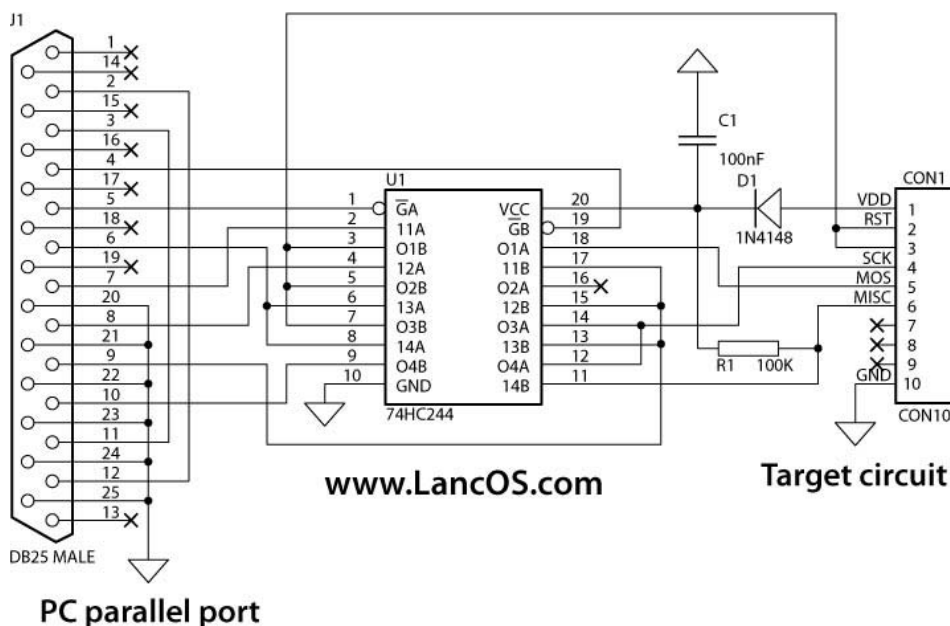 J1
1
14
2
15
3
16
4
17
5
18
6
19
7
20
8
21
9
22
10
23
11
24
12
25
13
DB25 MALE
PC parallel port
U1
1 GA VCC 20
2 11A GB 19
3 O1B O1A 18
4 12A 11B 17
5 O2B O2A 16
6 13A 12B 15
7 O3B O3A 14
8 14A 13B 13
9 O4B O4A 12
10 GND 14B 11
74HC244
www.LancOS.com
C1
100nF
D1
1N4148
R1 100K
CON1
VDD 1
RST 2
3
SCK 4
MOS 5
MISC 6
7
8
9
GND 10
CON10
Target circuit